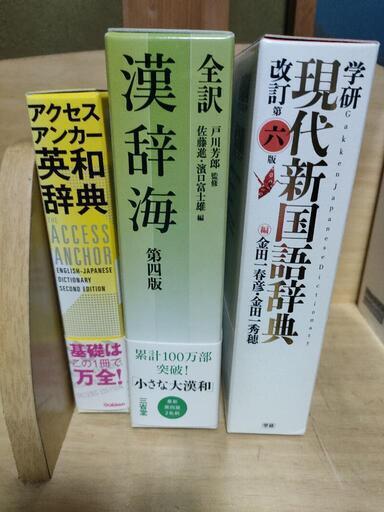 アクセス
アンカー
英和
辞典
THE
ACCESS
ANCHOR
ENGLISH-JAPANESE
DICTIONARY
SECOND EDITION
基礎は
この1冊で
万全!
Gakken
全訳
漢辞海
第四版
戸川芳郎 監修
佐藤進・濱口富士雄 編
累計100万部
突破!
小さな大漢和
三省堂
学研
現代新国語辞典
改訂第六版
Gakken Japanese Dictionary
編 金田一春彦・金田一秀穂
学研